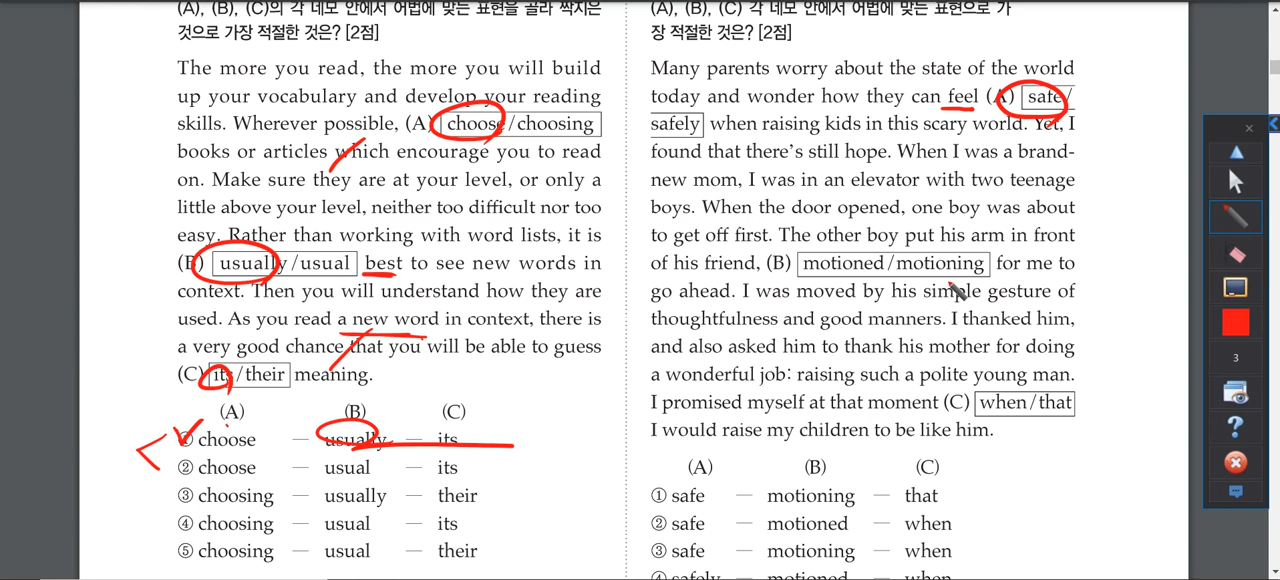 (A), (B), (C)의 각 네모 안에서 어법에 맞는 표현을 골라 짝지은
것으로 가장 적절한 것은? [2점]
The more you read, the more you will build
up your vocabulary and develop your reading
skills. Wherever possible, (A) choose/choosing
books or articles which encourage you to read
on. Make sure they are at your level, or only a
little above your level, neither too difficult nor too
easy. Rather than working with word lists, it is
(B) usually/usual best to see new words in
context. Then you will understand how they are
used. As you read a new word in context, there is
a very good chance that you will be able to guess
(C) its/their meaning.
(A) (B) (C)
① choose — usually — its
② choose — usual — its
③ choosing — usually — their
④ choosing — usual — its
⑤ choosing — usual — their
(A), (B), (C) 각 네모 안에서 어법에 맞는 표현으로 가
장 적절한 것은? [2점]
Many parents worry about the state of the world
today and wonder how they can feel (A) safe/
safely when raising kids in this scary world. Yet, I
found that there's still hope. When I was a brand-
new mom, I was in an elevator with two teenage
boys. When the door opened, one boy was about
to get off first. The other boy put his arm in front
of his friend, (B) motioned/motioning for me to
go ahead. I was moved by his simple gesture of
thoughtfulness and good manners. I thanked him,
and also asked him to thank his mother for doing
a wonderful job: raising such a polite young man.
I promised myself at that moment (C) when/that
I would raise my children to be like him.
(A) (B) (C)
① safe — motioning — that
② safe — motioned — when
③ safe — motioning — when
④ safely — motioned — when
3